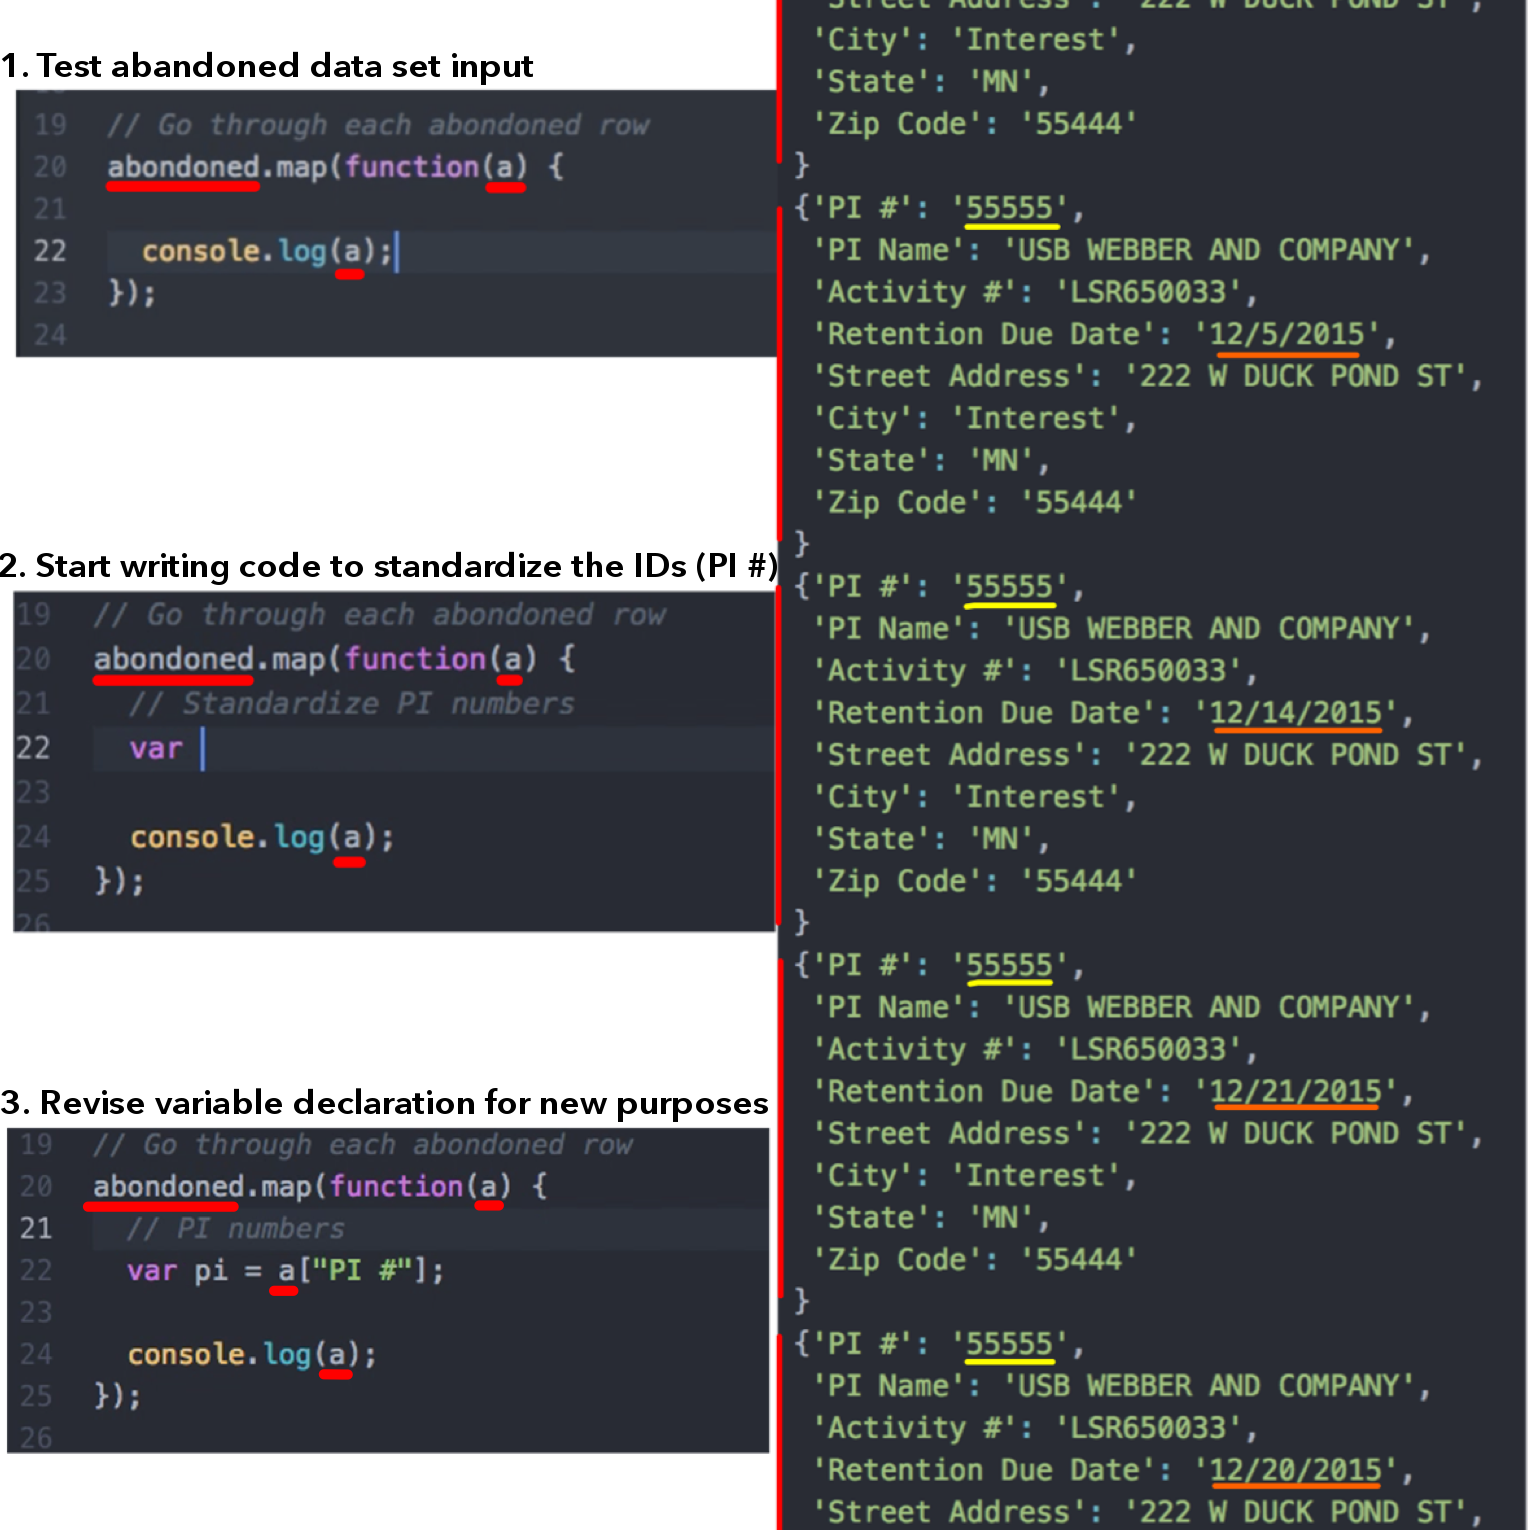 1. Test abandoned data set input
19 // Go through each abondoned row
20 abondoned.map(function(a) {
21
22 console.log(a);
23 });
24
2. Start writing code to standardize the IDs (PI #)
19 // Go through each abondoned row
20 abondoned.map(function(a) {
21 // Standardize PI numbers
22 var
23
24 console.log(a);
25 });
26
3. Revise variable declaration for new purposes
19 // Go through each abondoned row
20 abondoned.map(function(a) {
21 // PI numbers
22 var pi = a["PI #"];
23
24 console.log(a);
25 });
26
'Street Address': '222 W DUCK POND ST',
'City': 'Interest',
'State': 'MN',
'Zip Code': '55444'
}
{'PI #': '55555',
'PI Name': 'USB WEBBER AND COMPANY',
'Activity #': 'LSR650033',
'Retention Due Date': '12/5/2015',
'Street Address': '222 W DUCK POND ST',
'City': 'Interest',
'State': 'MN',
'Zip Code': '55444'
}
{'PI #': '55555',
'PI Name': 'USB WEBBER AND COMPANY',
'Activity #': 'LSR650033',
'Retention Due Date': '12/14/2015',
'Street Address': '222 W DUCK POND ST',
'City': 'Interest',
'State': 'MN',
'Zip Code': '55444'
}
{'PI #': '55555',
'PI Name': 'USB WEBBER AND COMPANY',
'Activity #': 'LSR650033',
'Retention Due Date': '12/21/2015',
'Street Address': '222 W DUCK POND ST',
'City': 'Interest',
'State': 'MN',
'Zip Code': '55444'
}
{'PI #': '55555',
'PI Name': 'USB WEBBER AND COMPANY',
'Activity #': 'LSR650033',
'Retention Due Date': '12/20/2015',
'Street Address': '222 W DUCK POND ST',